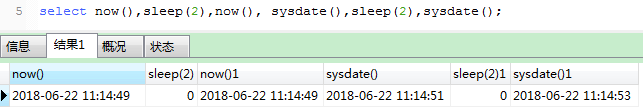 5 select now(),sleep(2),now(), sysdate(),sleep(2),sysdate();
信息 结果1 概况 状态
now() sleep(2) now()1 sysdate() sleep(2)1 sysdate()1
2018-06-22 11:14:49 0 2018-06-22 11:14:49 2018-06-22 11:14:51 0 2018-06-22 11:14:53